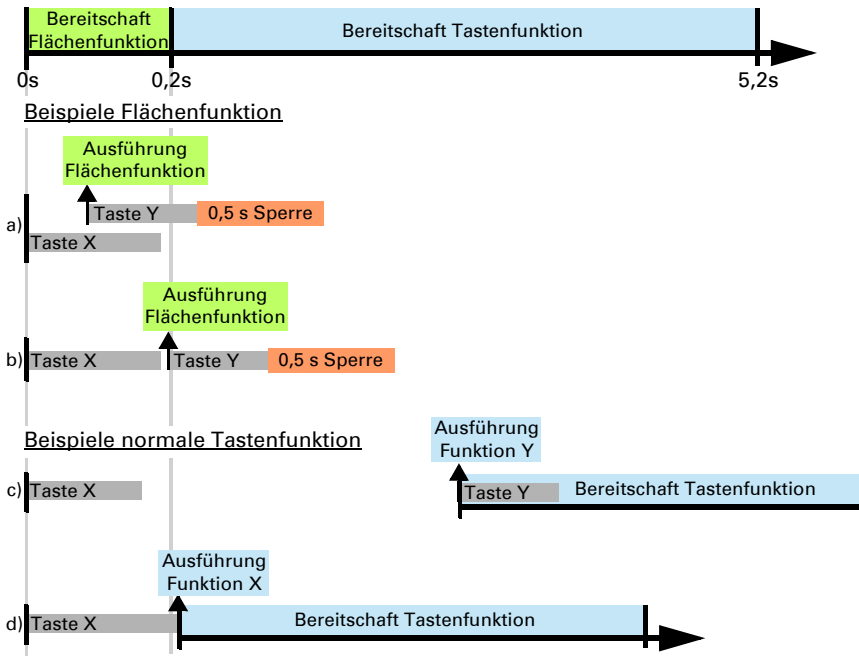 Bereitschaft
Flächenfunktion
Bereitschaft Tastenfunktion
0s
0,2s
5,2s
Beispiele Flächenfunktion
Ausführung
Flächenfunktion
a)
Taste Y
0,5 s Sperre
Taste X
Ausführung
Flächenfunktion
b)
Taste X
Taste Y
0,5 s Sperre
Beispiele normale Tastenfunktion
Ausführung
Funktion Y
c)
Taste X
Taste Y
Bereitschaft Tastenfunktion
Ausführung
Funktion X
d)
Taste X
Bereitschaft Tastenfunktion